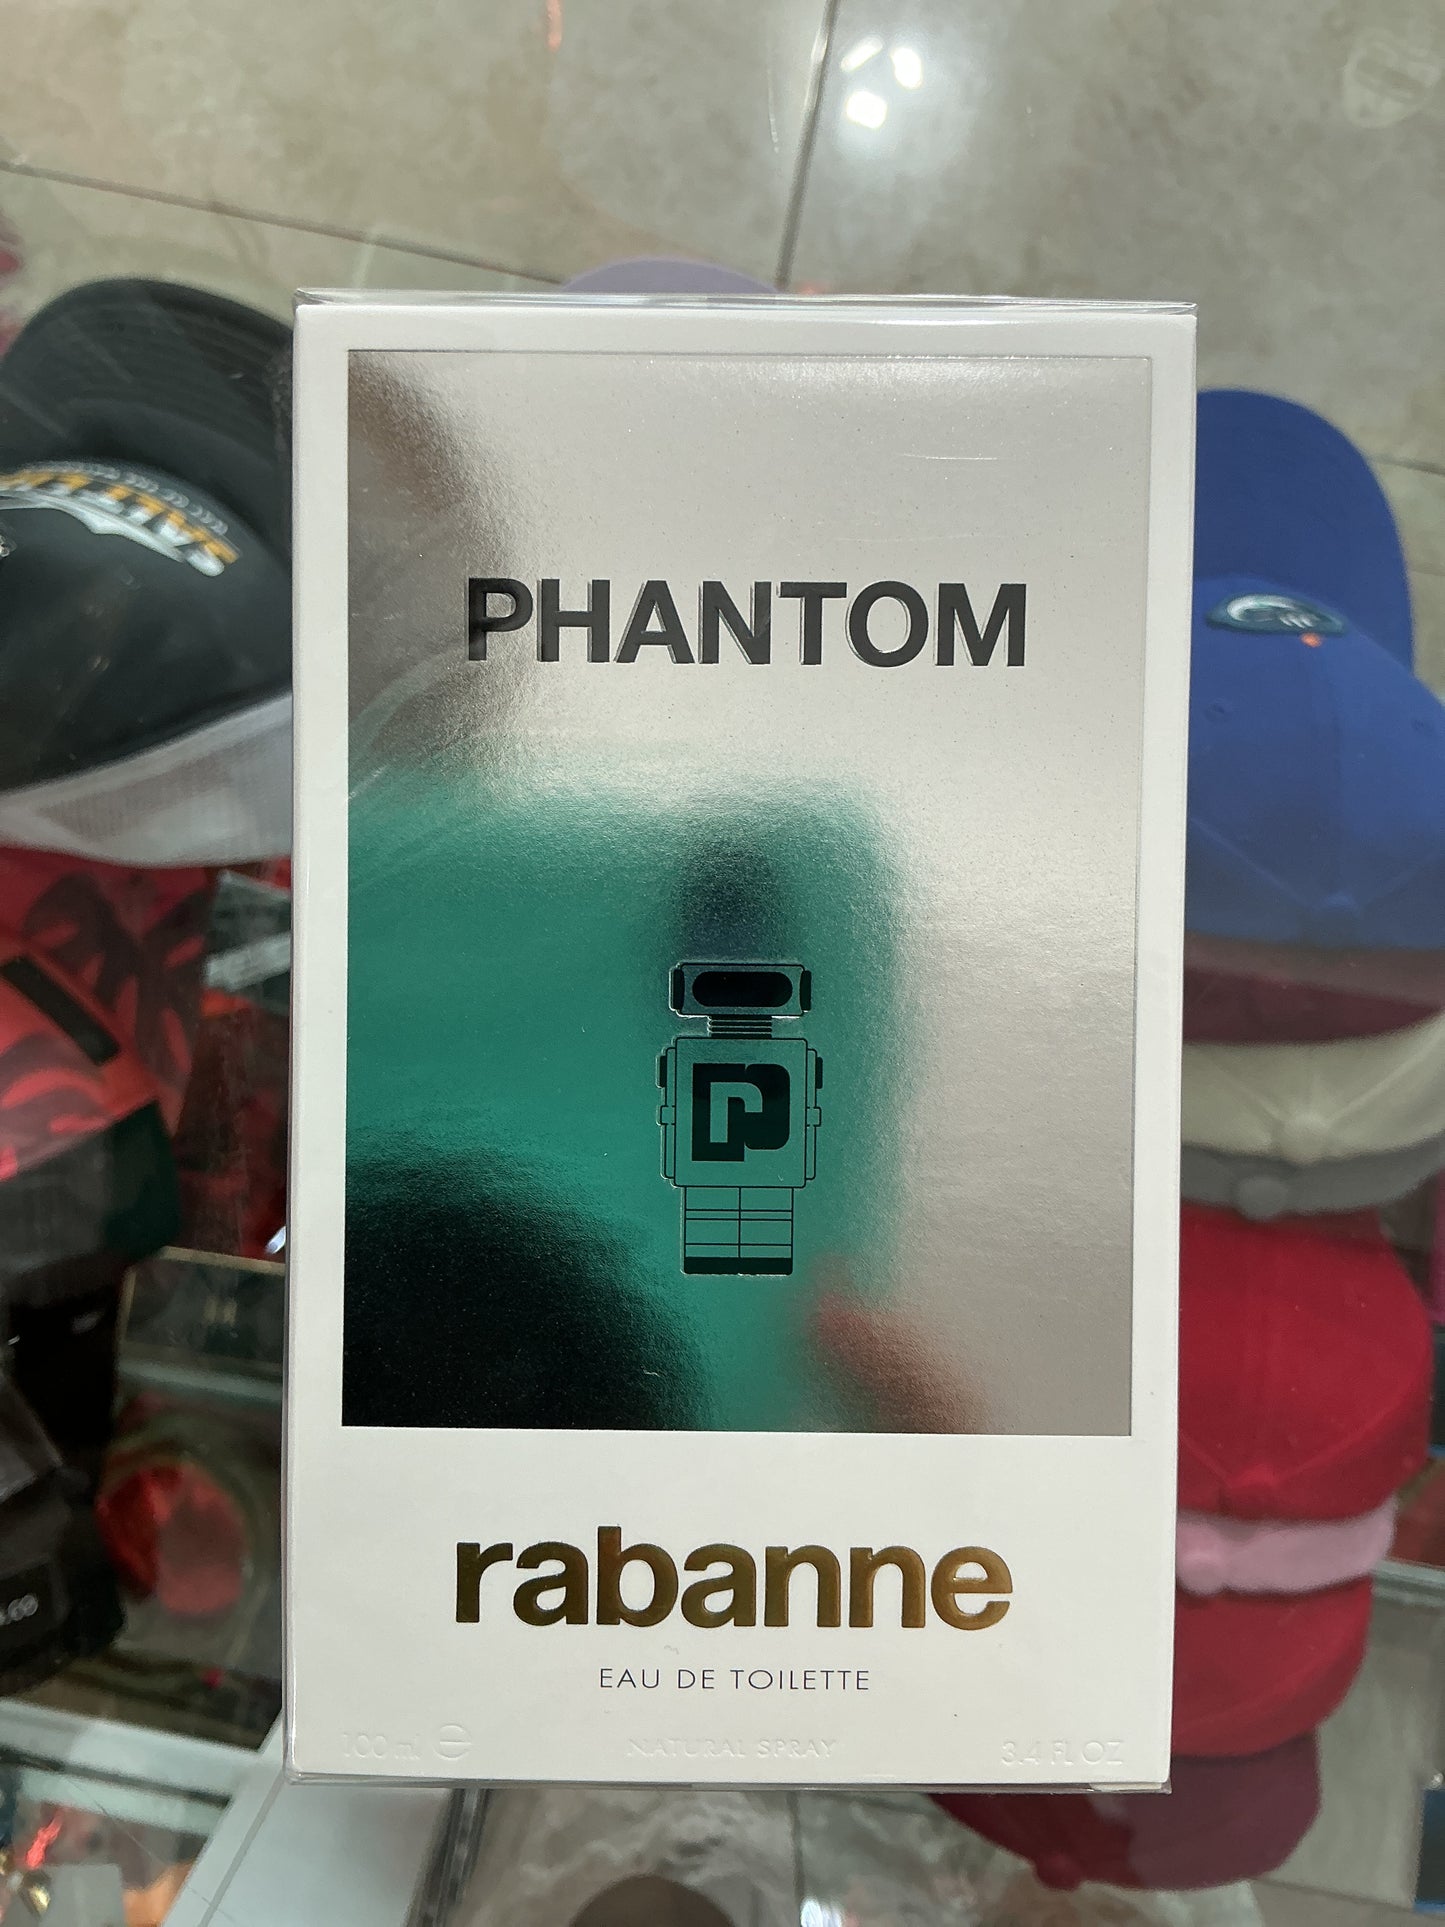 PHANTOM
rabanne
EAU DE TOILETTE
100 ml e
NATURAL SPRAY
3.4 FL OZ